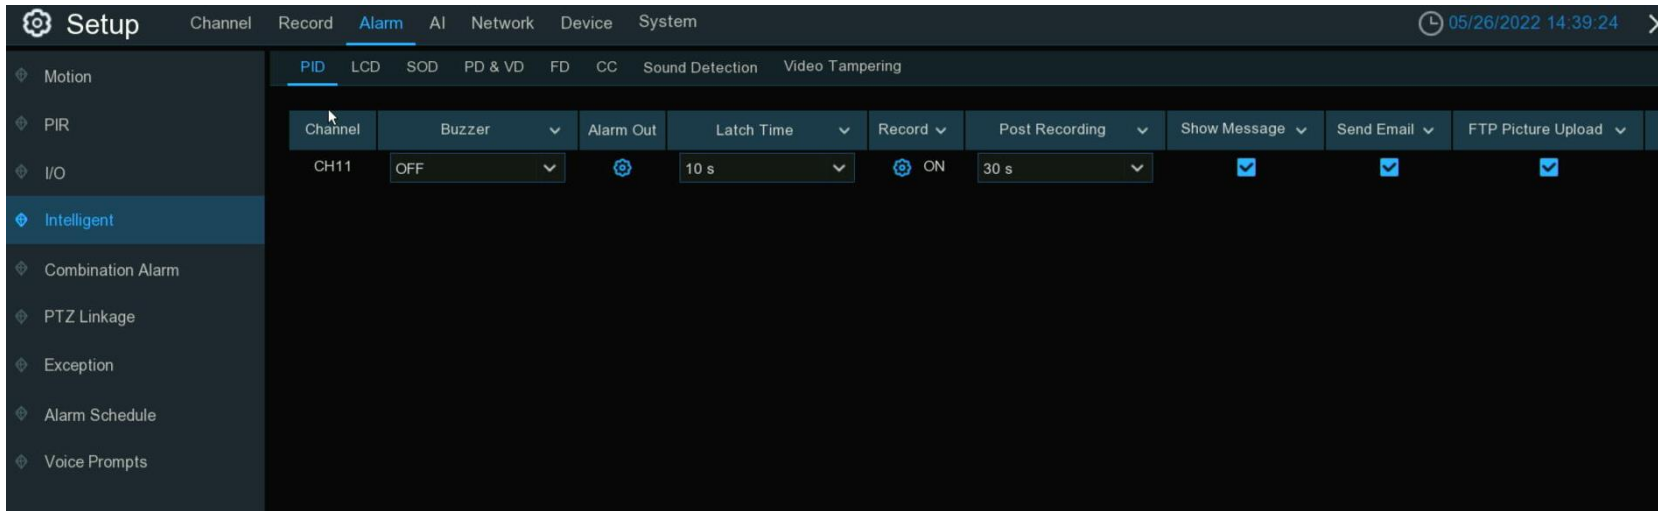 Setup Channel Record Alarm AI Network Device System 05/26/2022 14:39:24
PID LCD SOD PD & VD FD CC Sound Detection Video Tampering
Motion
PIR
I/O
Intelligent
Combination Alarm
PTZ Linkage
Exception
Alarm Schedule
Voice Prompts
Channel Buzzer Alarm Out Latch Time Record Post Recording Show Message Send Email FTP Picture Upload
CH11 OFF 10 s ON 30 s